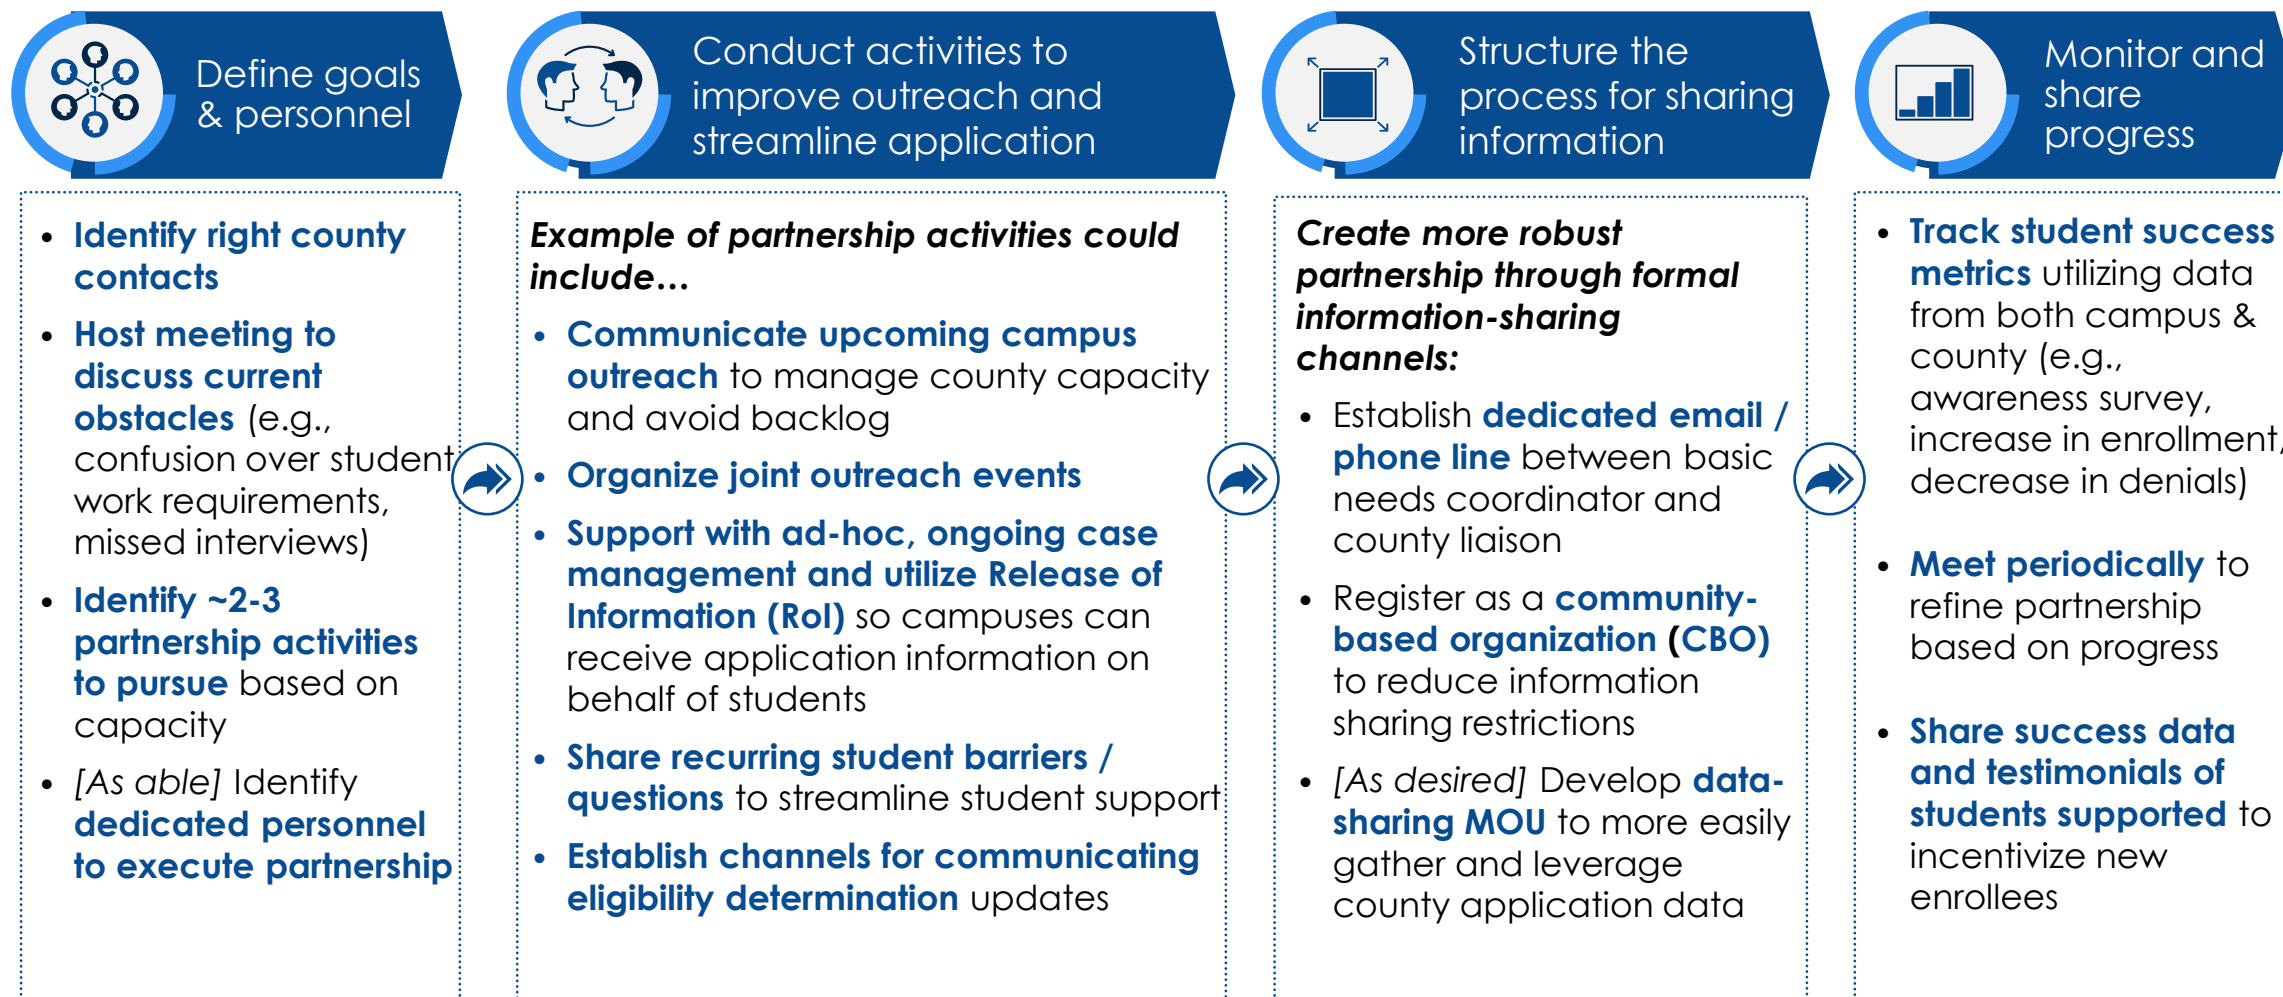 Define goals
& personnel
Conduct activities to
improve outreach and
streamline application
Structure the
process for sharing
information
Monitor and
share
progress
• Identify right county
contacts
• Host meeting to
discuss current
obstacles (e.g.,
confusion over student
work requirements,
missed interviews)
• Identify ~2-3
partnership activities
to pursue based on
capacity
• [As able] Identify
dedicated personnel
to execute partnership
Example of partnership activities could
include…
• Communicate upcoming campus
outreach to manage county capacity
and avoid backlog
• Organize joint outreach events
• Support with ad-hoc, ongoing case
management and utilize Release of
Information (RoI) so campuses can
receive application information on
behalf of students
• Share recurring student barriers /
questions to streamline student support
• Establish channels for communicating
eligibility determination updates
Create more robust
partnership through formal
information-sharing
channels:
• Establish dedicated email /
phone line between basic
needs coordinator and
county liaison
• Register as a community-
based organization (CBO)
to reduce information
sharing restrictions
• [As desired] Develop data-
sharing MOU to more easily
gather and leverage
county application data
• Track student success
metrics utilizing data
from both campus &
county (e.g.,
awareness survey,
increase in enrollment,
decrease in denials)
• Meet periodically to
refine partnership
based on progress
• Share success data
and testimonials of
students supported to
incentivize new
enrollees